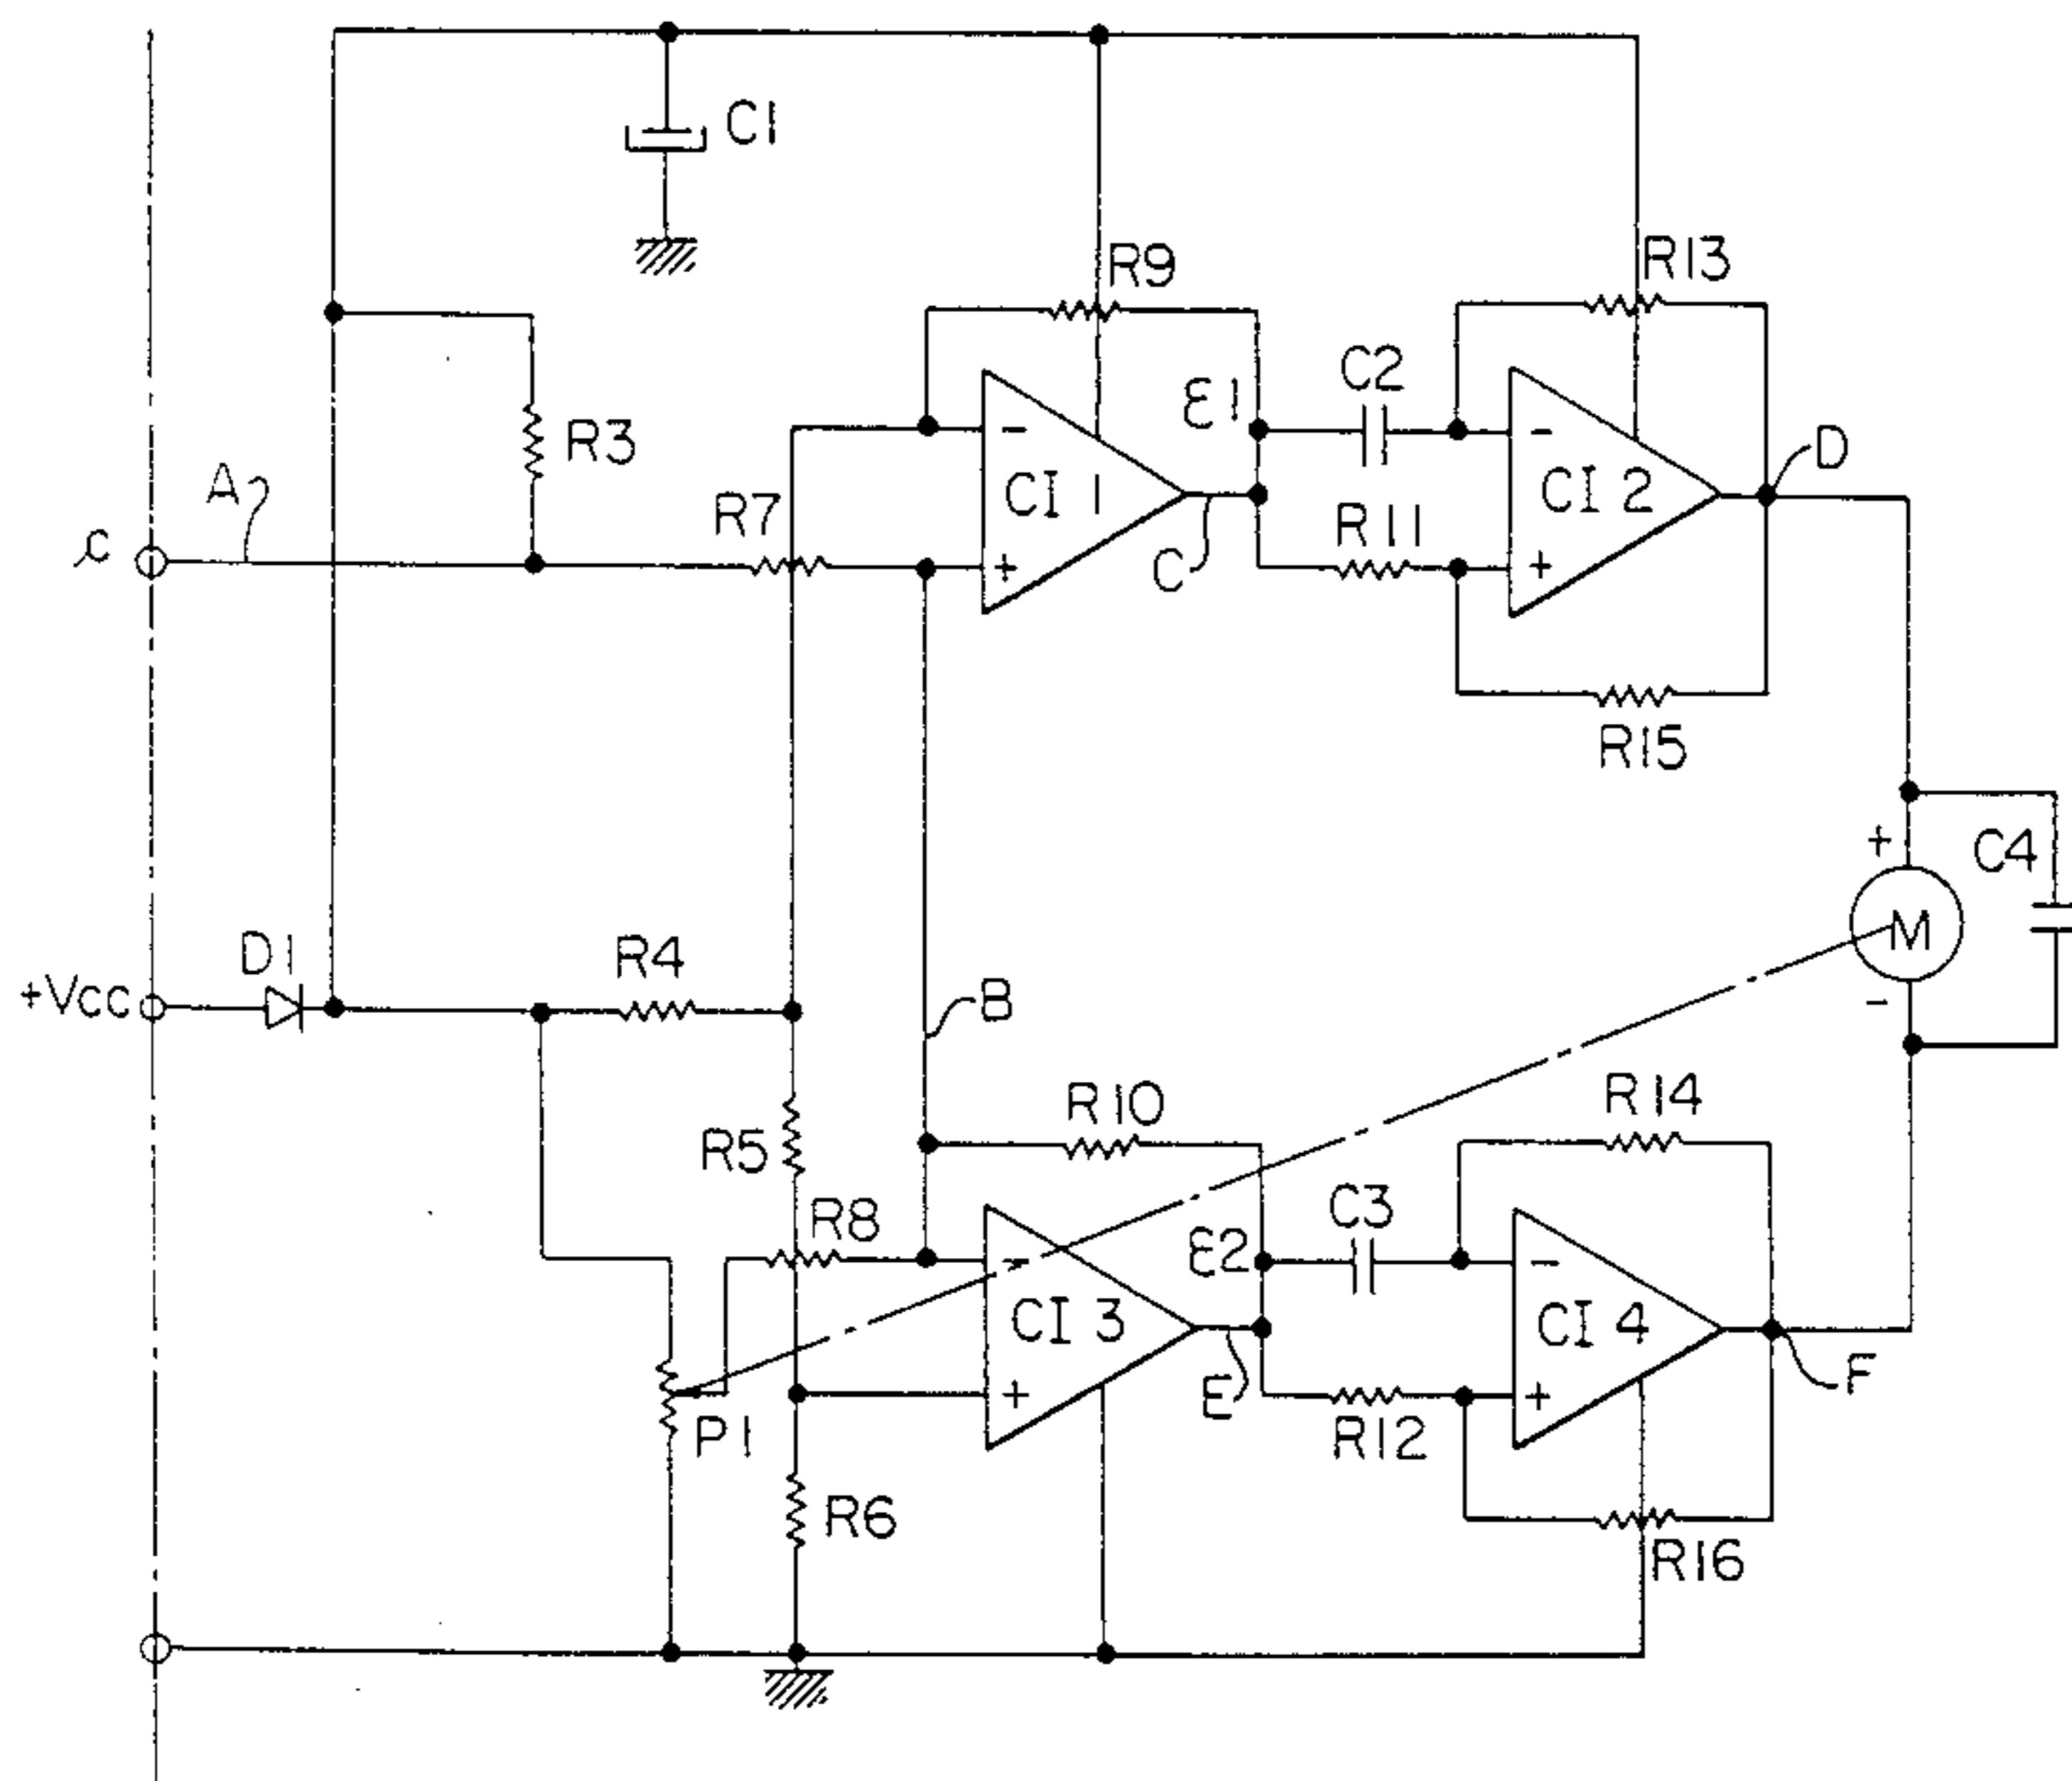 C1
R9
R13
C2
ε1
R3
A
R7
CI 1
CI 2
D
c
R11
C
-
+
-
+
R15
+
C4
M
-
D1
R4
+Vcc
B
R10
R14
R5
R8
C3
ε2
-
+
CI 3
-
+
CI 4
E
F
P1
R12
R6
R16